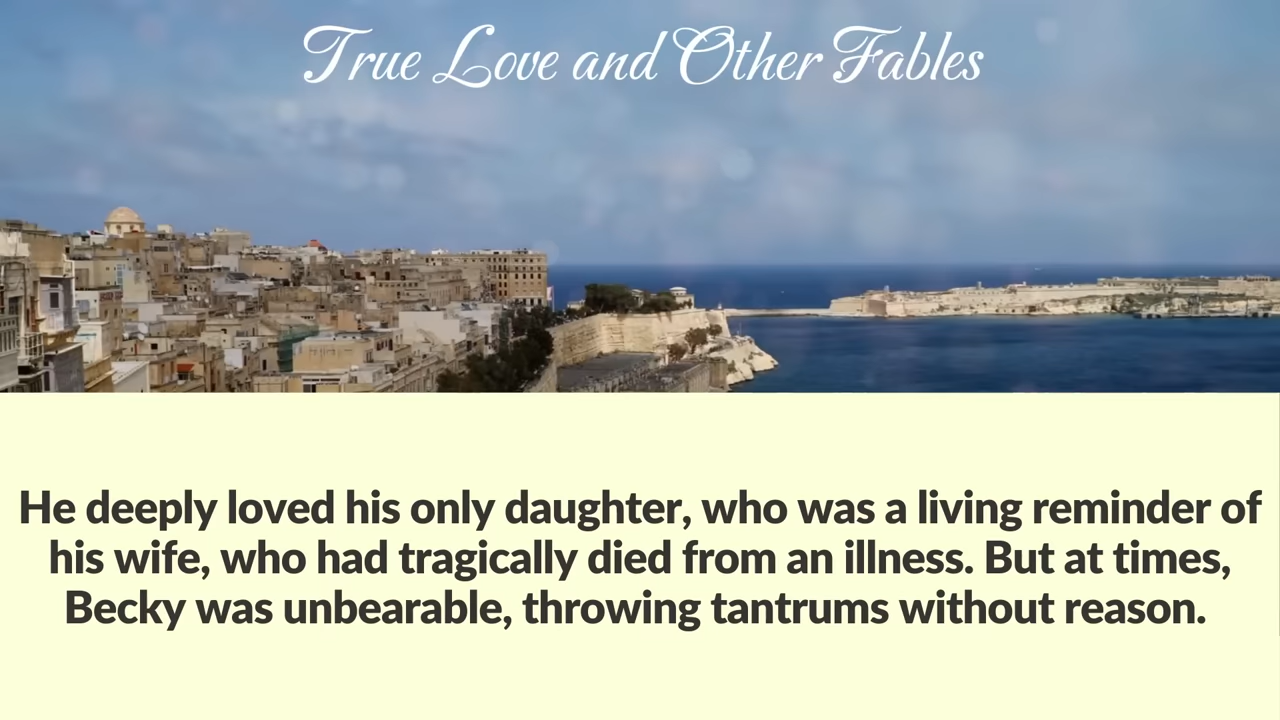 True Love and Other Fables
He deeply loved his only daughter, who was a living reminder of
his wife, who had tragically died from an illness. But at times,
Becky was unbearable, throwing tantrums without reason.